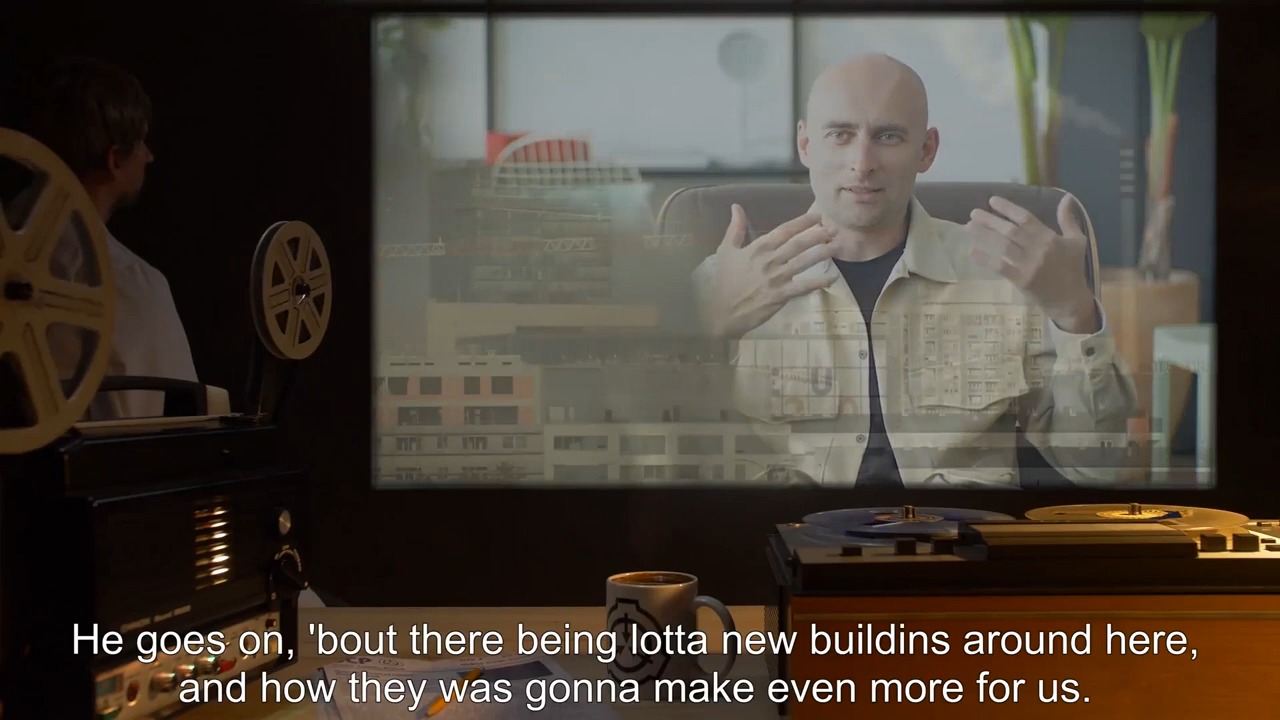 He goes on, 'bout there being lotta new buildins around here,
and how they was gonna make even more for us.